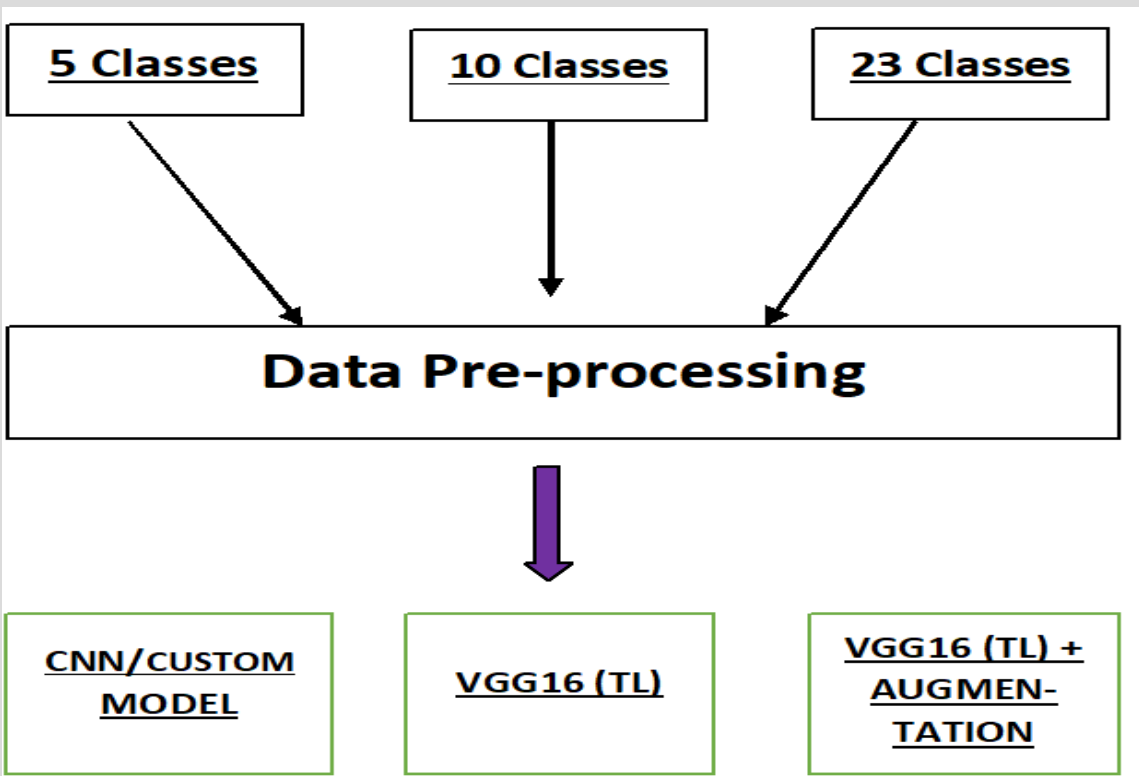 5 Classes
10 Classes
23 Classes
Data Pre-processing
CNN/CUSTOM
MODEL
VGG16 (TL)
VGG16 (TL) +
AUGMEN-
TATION